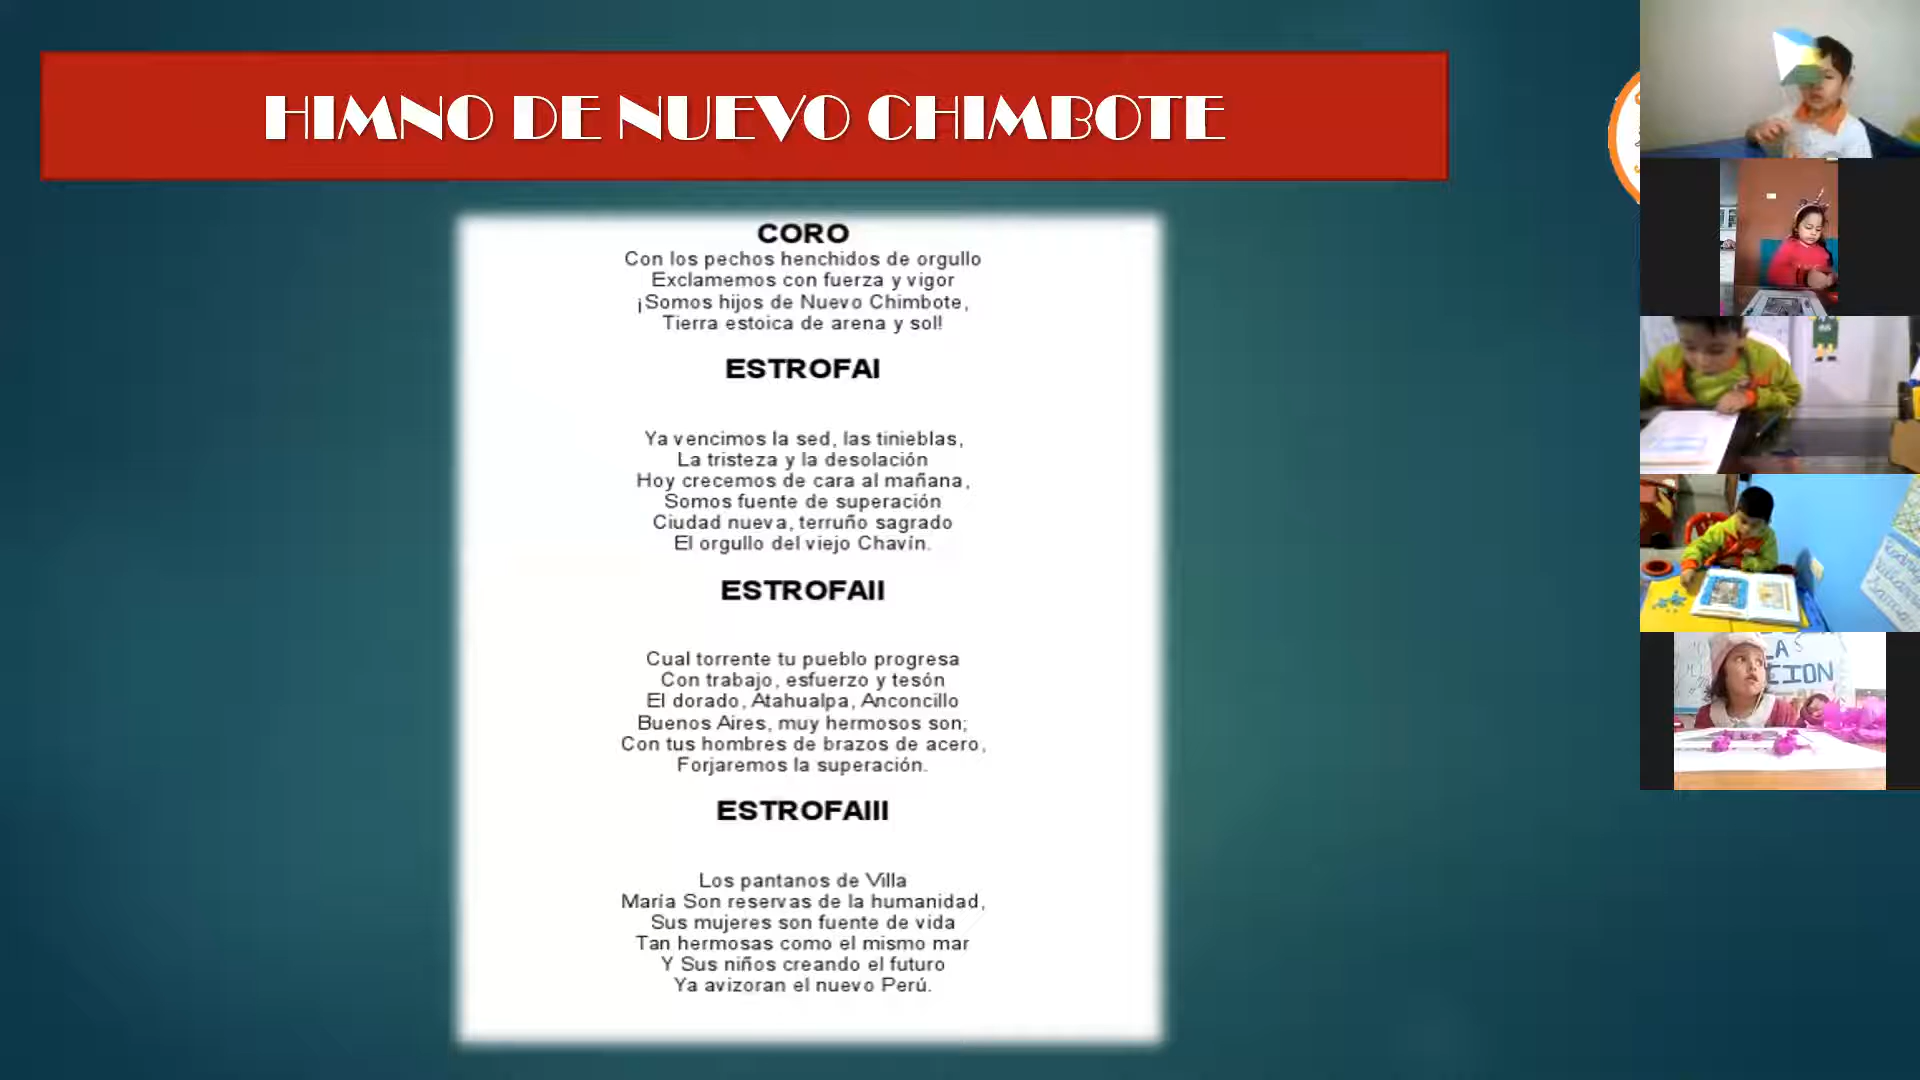 HIMNO DE NUEVO CHIMBOTE
CORO
Con los pechos henchidos de orgullo
Exclamemos con fuerza y vigor
¡Somos hijos de Nuevo Chimbote,
Tierra estoica de arena y sol!
ESTROFAI
Ya vencimos la sed, las tinieblas,
La tristeza y la desolación
Hoy crecemos de cara al mañana,
Somos fuente de superación
Ciudad nueva, terruño sagrado
El orgullo del viejo Chavín.
ESTROFAII
Cual torrente tu pueblo progresa
Con trabajo, esfuerzo y tesón
El dorado, Atahualpa, Anconcillo
Buenos Aires, muy hermosos son;
Con tus hombres de brazos de acero,
Forjaremos la superación.
ESTROFAIII
Los pantanos de Villa
María Son reservas de la humanidad,
Sus mujeres son fuente de vida
Tan hermosas como el mismo mar
Y Sus niños creando el futuro
Ya avizoran el nuevo Perú.
LA